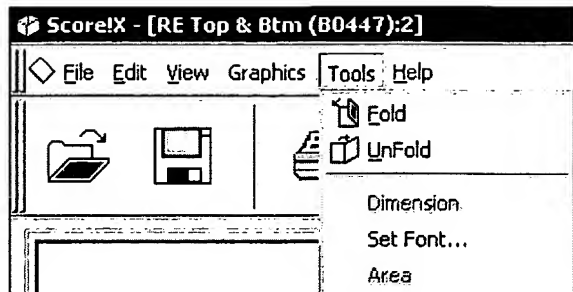 Score!X - [RE Top & Btm (B0447):2]
File Edit View Graphics Tools Help
Fold
UnFold
Dimension
Set Font...
Area